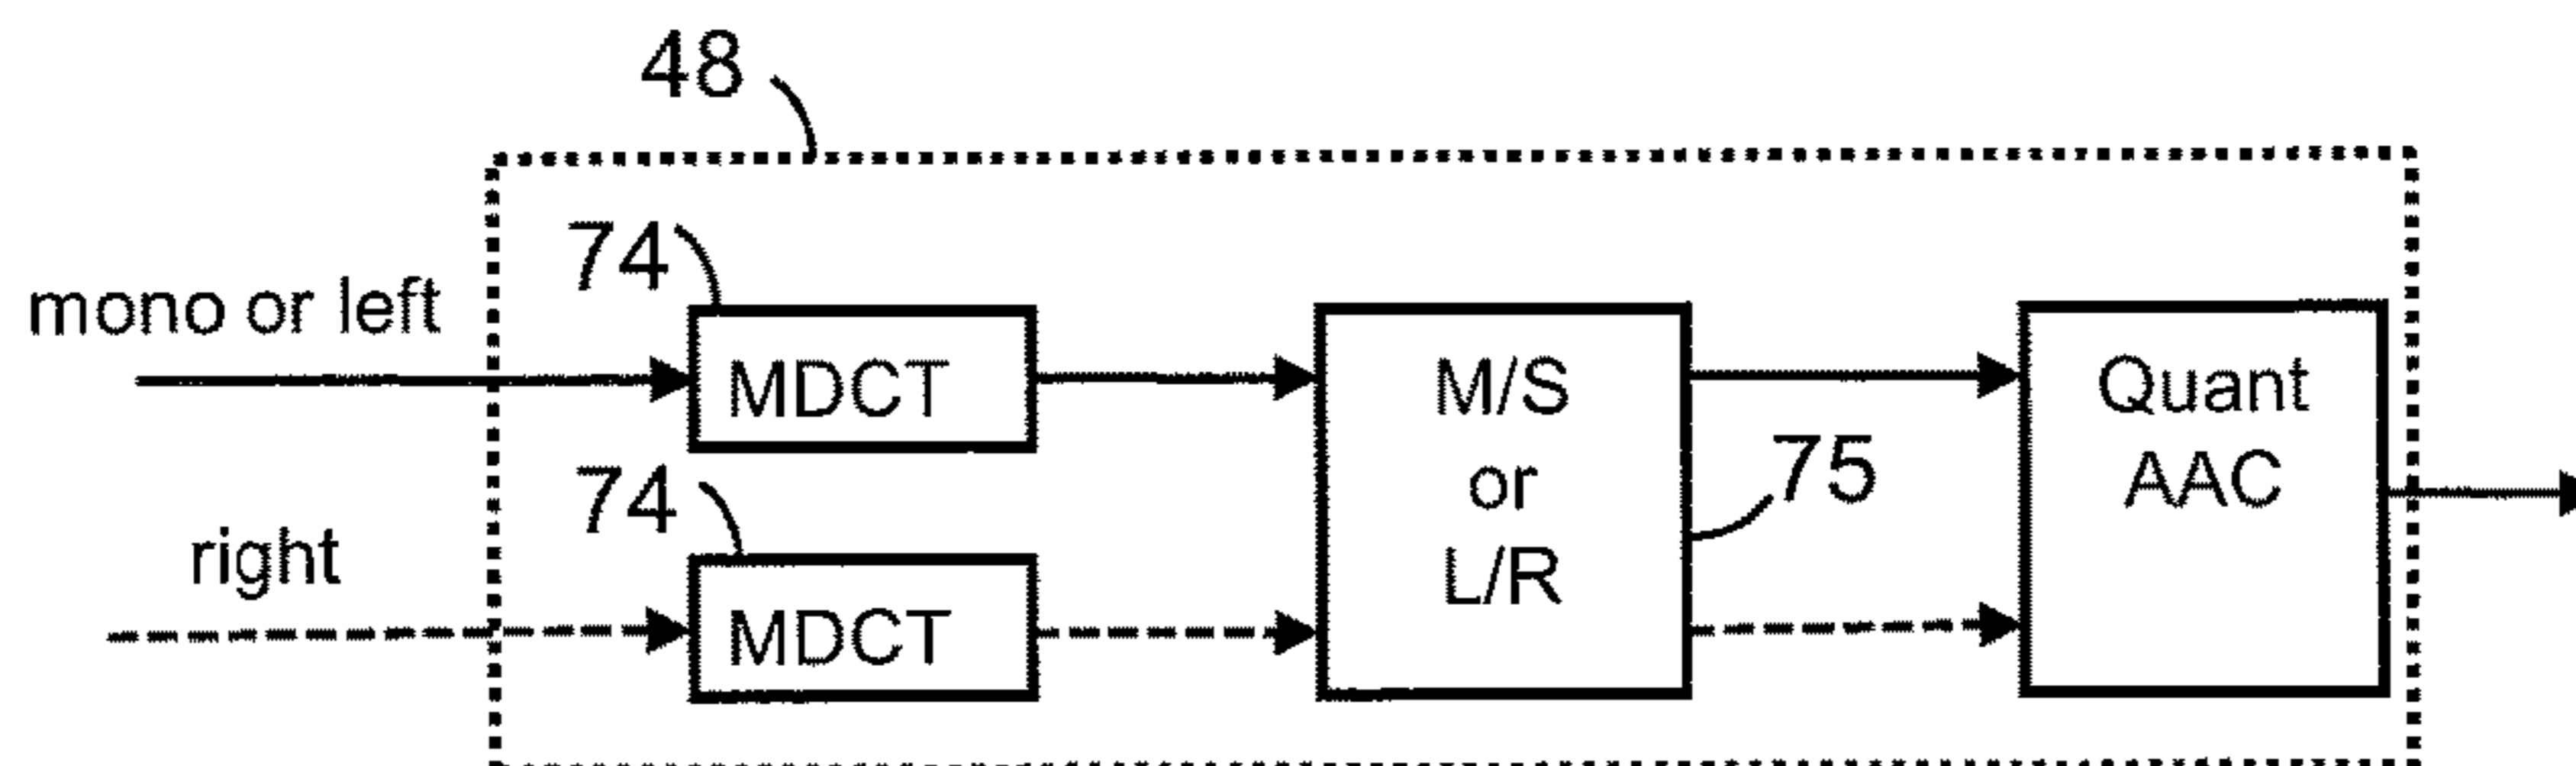 48
74
mono or left
MDCT
M/S
or
L/R
75
Quant
AAC
74
right
MDCT